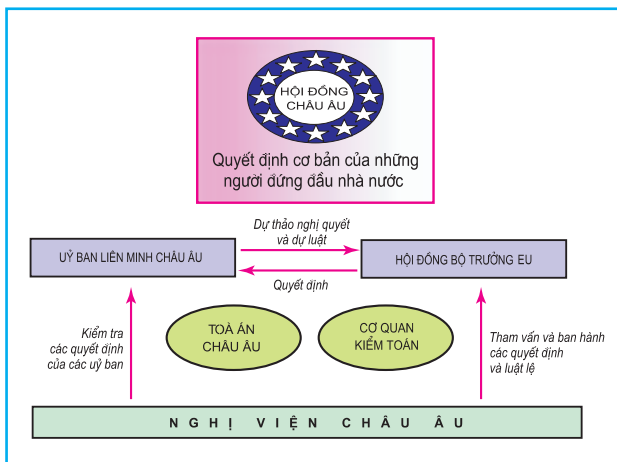 HỘI ĐỒNG
CHÂU ÂU
Quyết định cơ bản của những
người đứng đầu nhà nước
Dự thảo nghị quyết
và dự luật
UỶ BAN LIÊN MINH CHÂU ÂU
HỘI ĐỒNG BỘ TRƯỞNG EU
Quyết định
Kiểm tra
các quyết định
của các uỷ ban
TOÀ ÁN
CHÂU ÂU
CƠ QUAN
KIỂM TOÁN
Tham vấn và ban hành
các quyết định
và luật lệ
NGHỊ VIỆN CHÂU ÂU